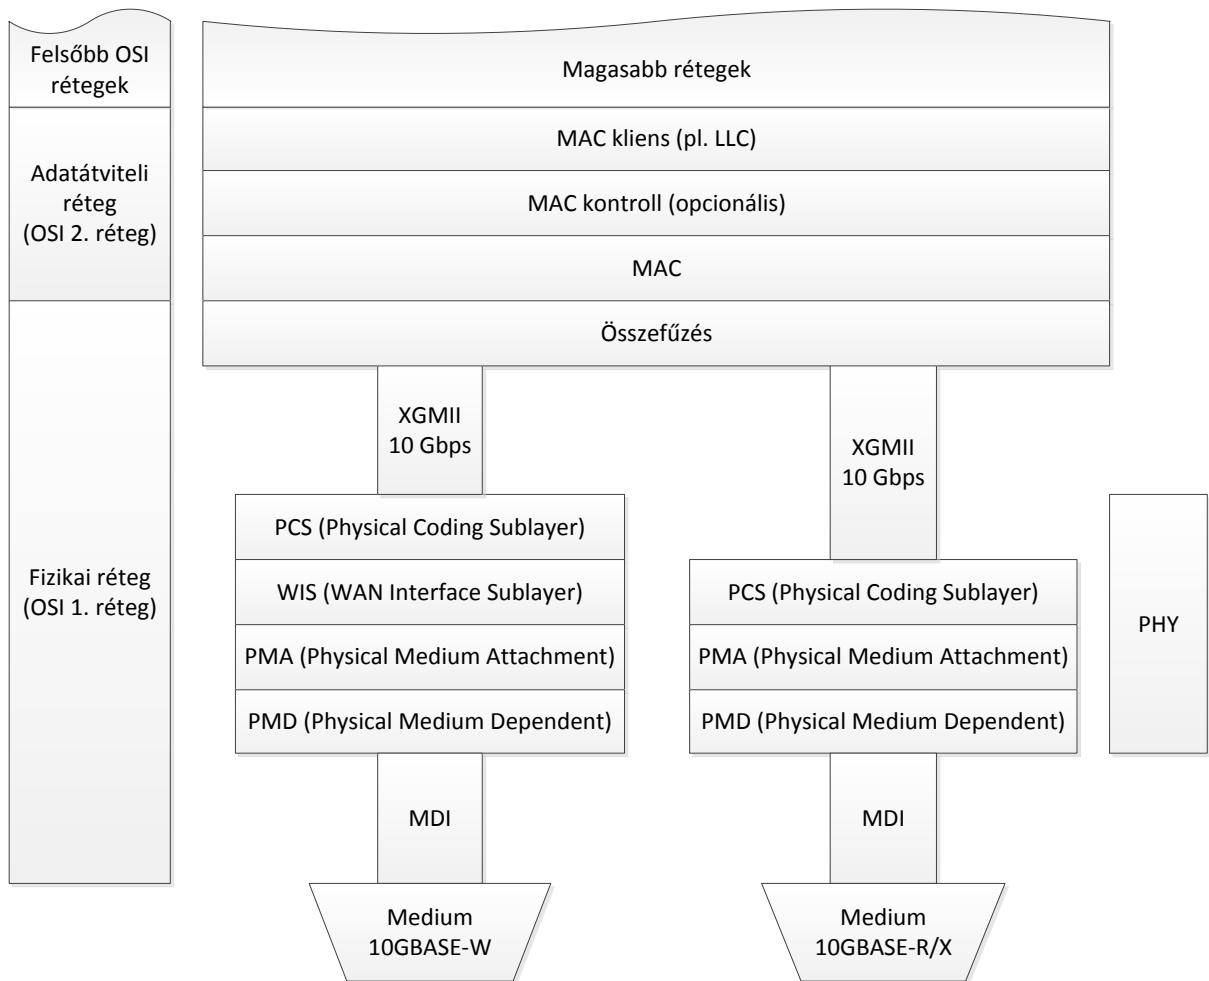 Felsőbb OSI
rétegek
Adatátviteli
réteg
(OSI 2. réteg)
Fizikai réteg
(OSI 1. réteg)
Magasabb rétegek
MAC kliens (pl. LLC)
MAC kontroll (opcionális)
MAC
Összefűzés
XGMII
10 Gbps
PCS (Physical Coding Sublayer)
WIS (WAN Interface Sublayer)
PMA (Physical Medium Attachment)
PMD (Physical Medium Dependent)
MDI
Medium
10GBASE-W
XGMII
10 Gbps
PCS (Physical Coding Sublayer)
PMA (Physical Medium Attachment)
PMD (Physical Medium Dependent)
MDI
Medium
10GBASE-R/X
PHY